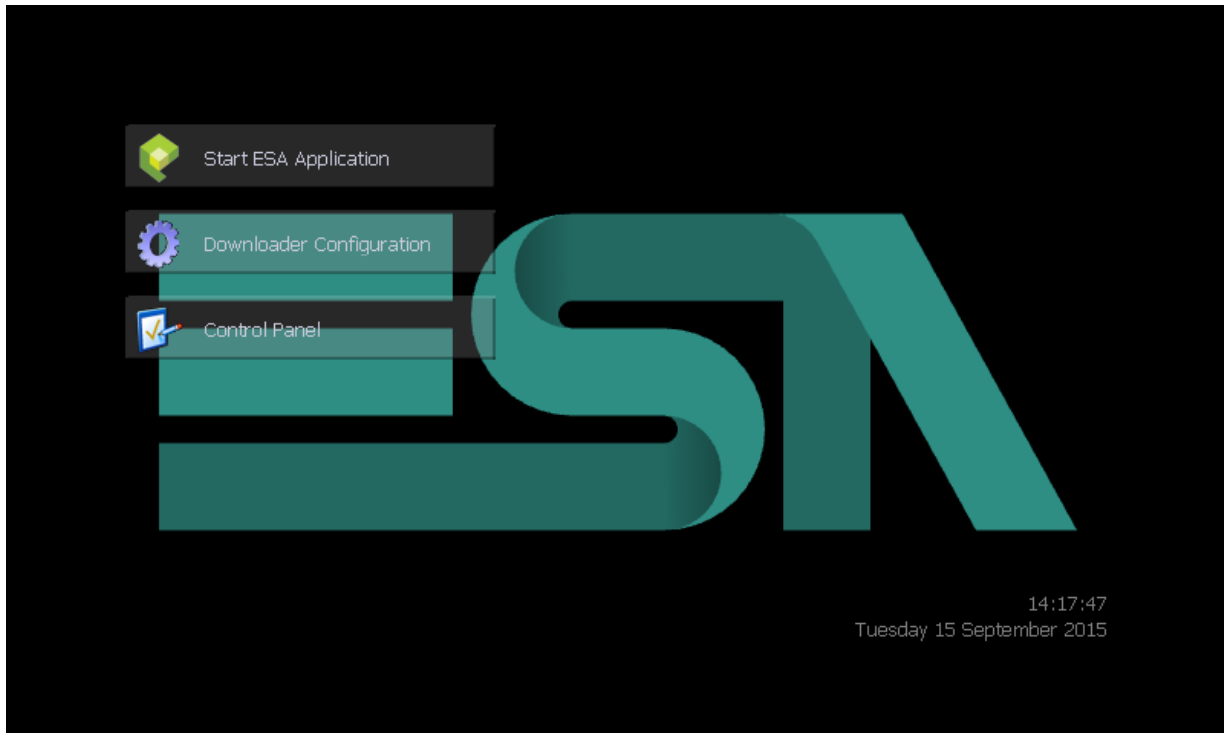 Start ESA Application
Downloader Configuration
Control Panel
ESA
14:17:47
Tuesday 15 September 2015